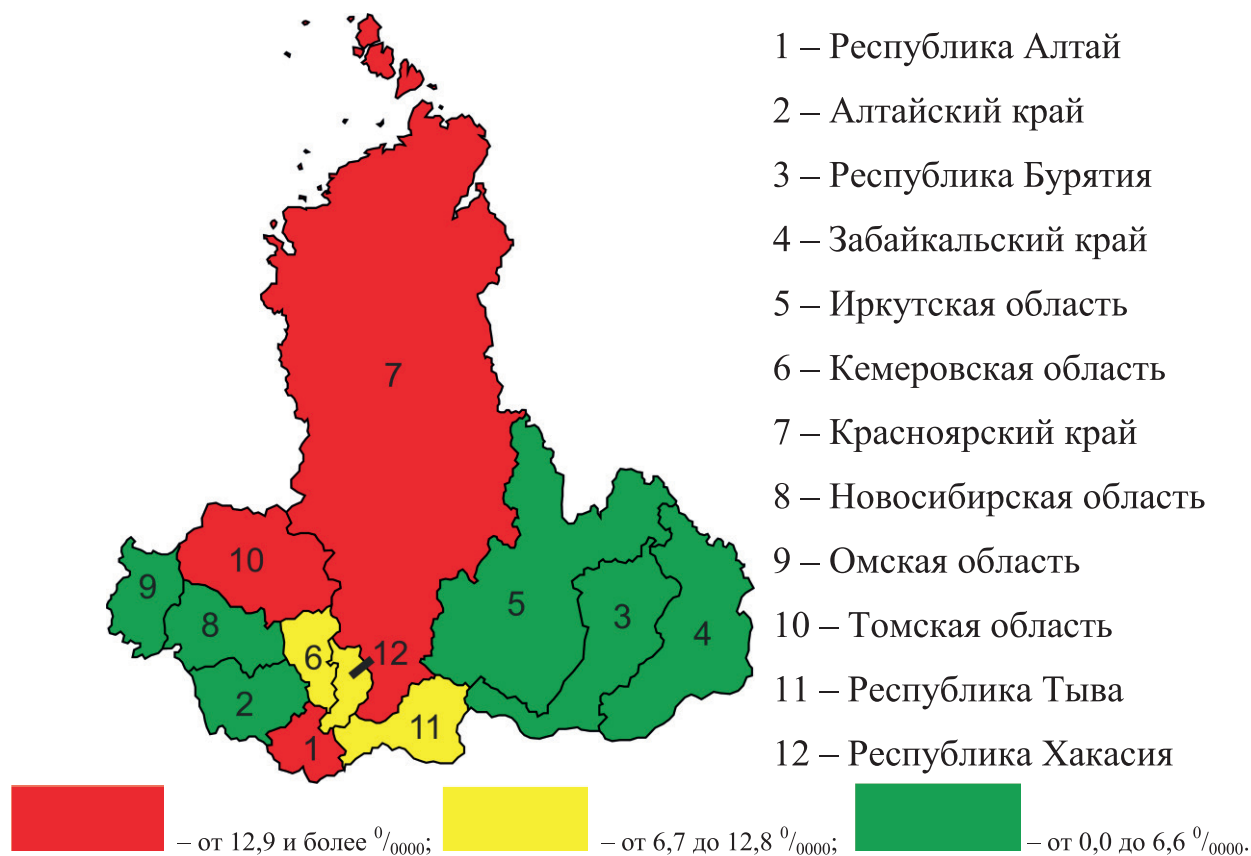 1 – Республика Алтай
2 – Алтайский край
3 – Республика Бурятия
4 – Забайкальский край
5 – Иркутская область
6 – Кемеровская область
7 – Красноярский край
8 – Новосибирская область
9 – Омская область
10 – Томская область
11 – Республика Тыва
12 – Республика Хакасия
7
10
9
8
5
3
4
6
12
2
11
1
– от 12,9 и более 0/0000; – от 6,7 до 12,8 0/0000; – от 0,0 до 6,6 0/0000.